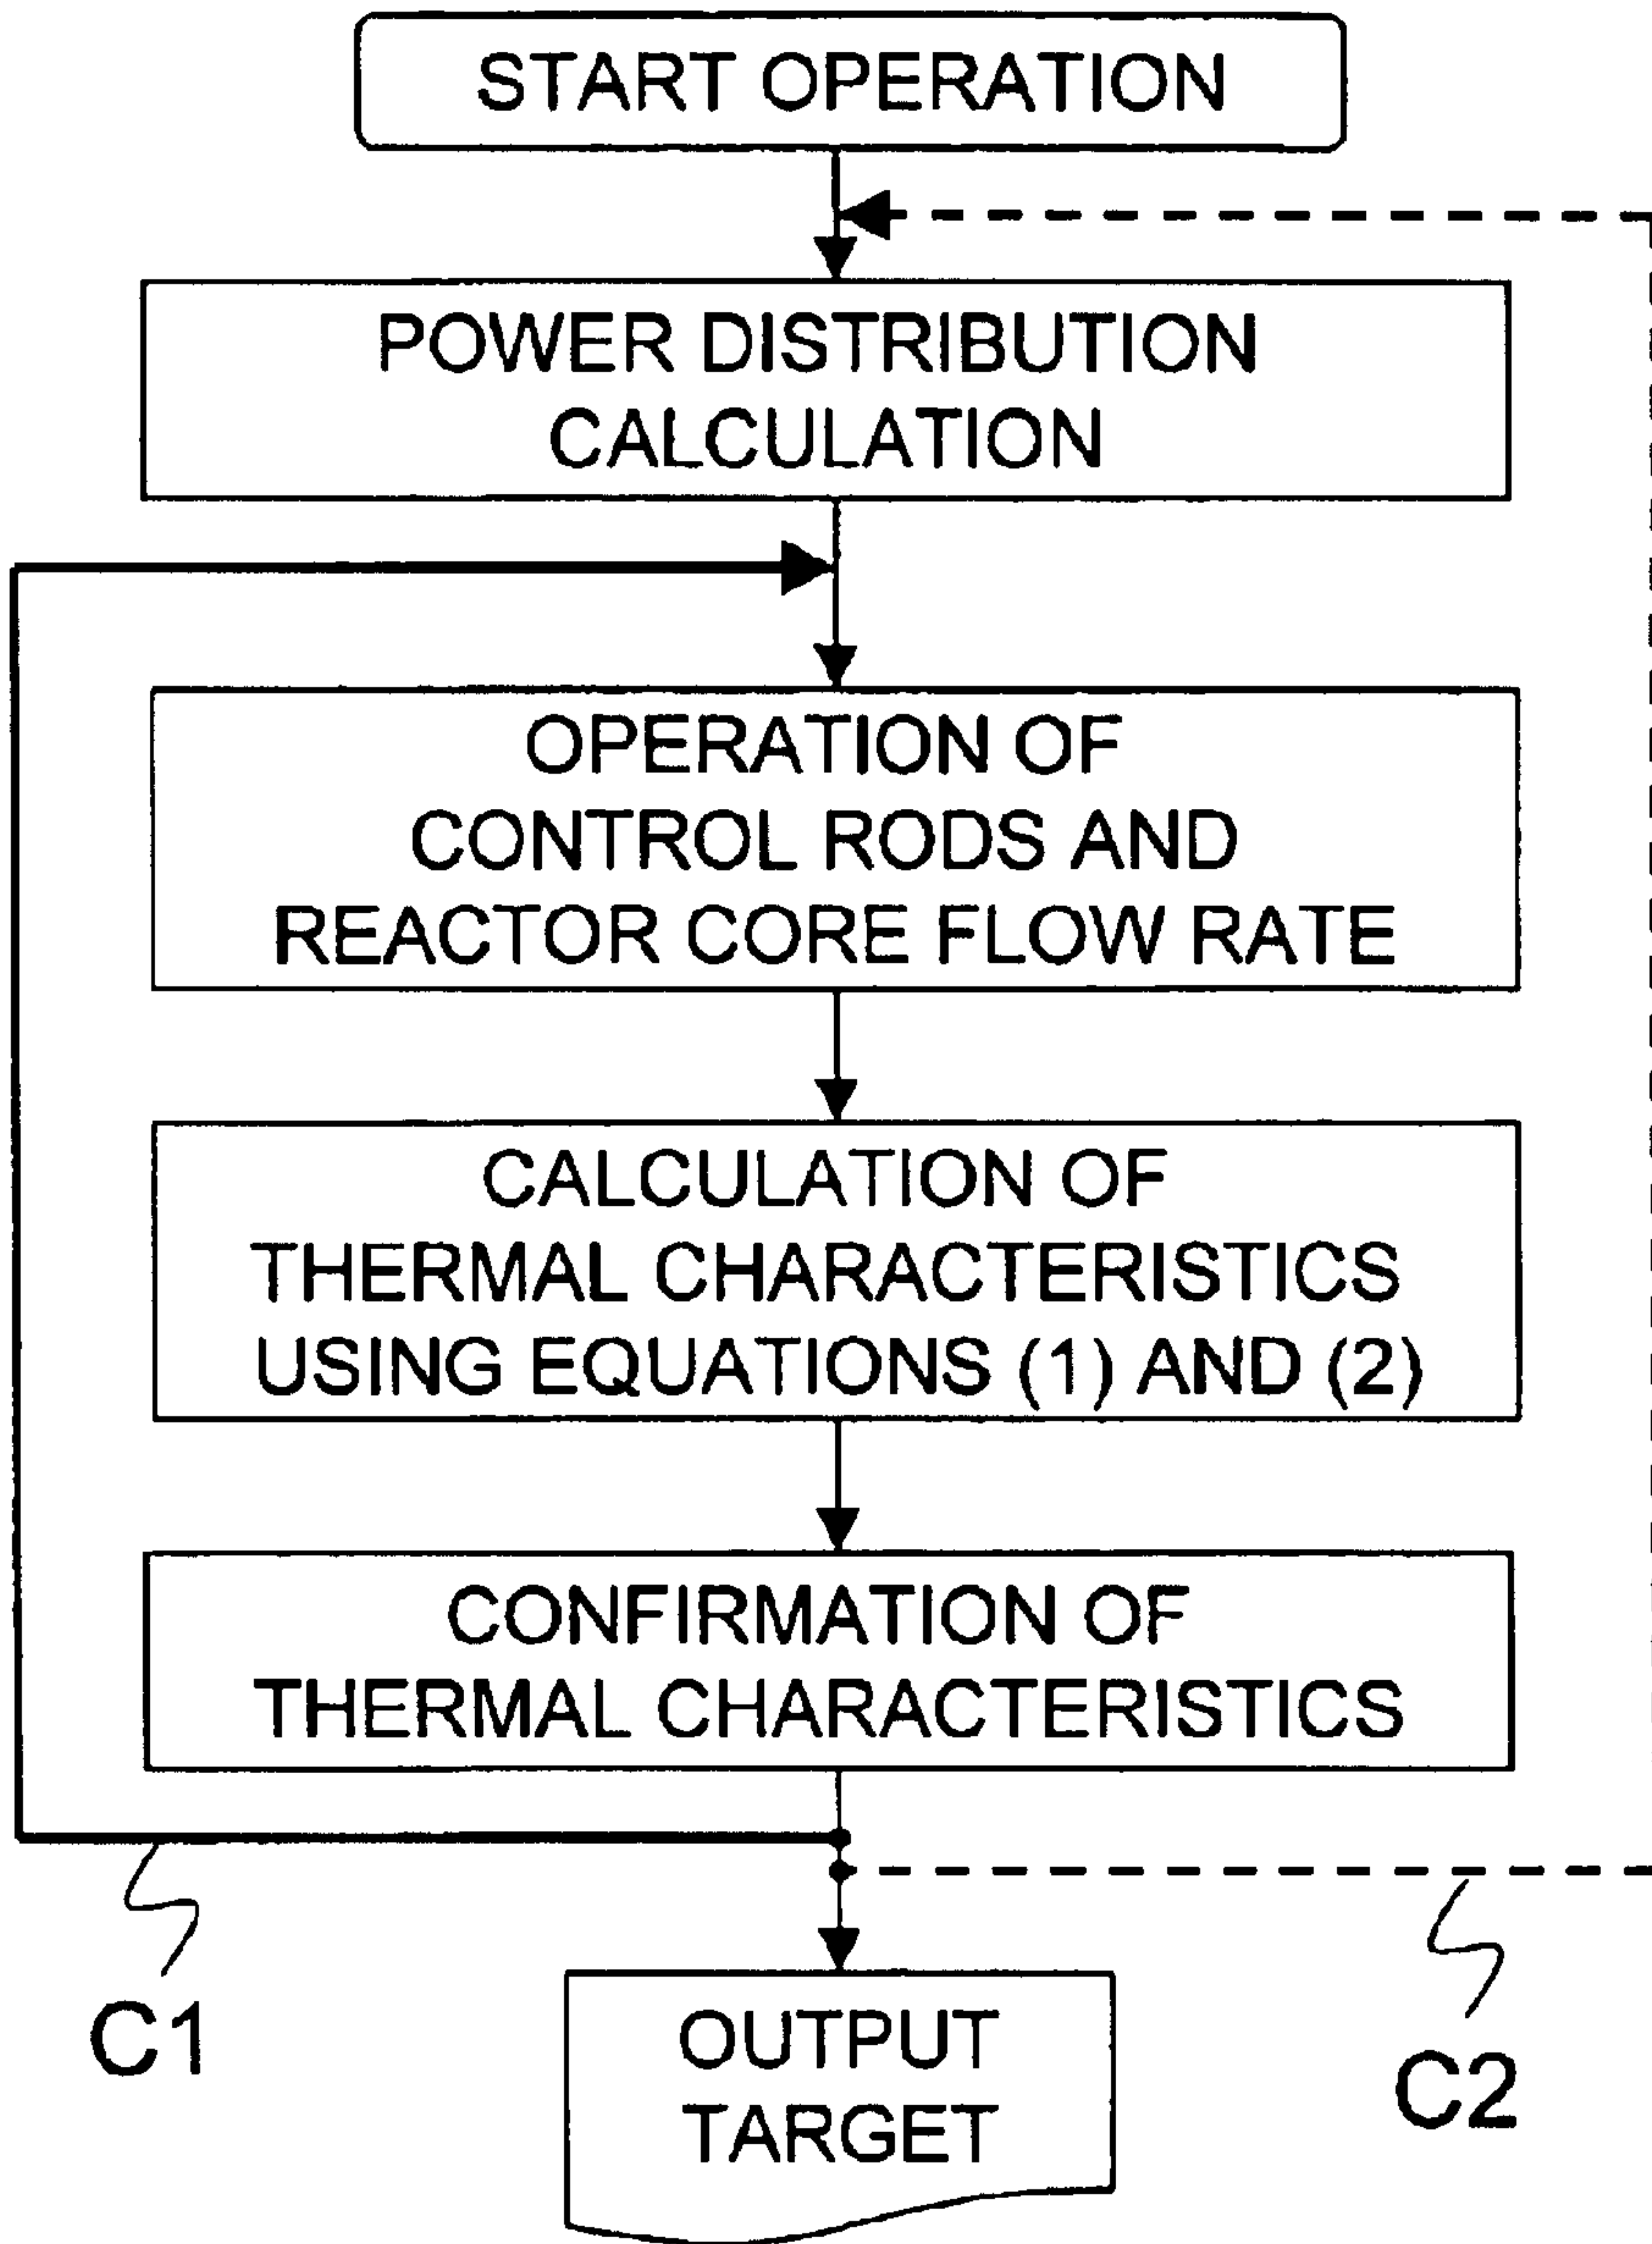 START OPERATION
POWER DISTRIBUTION
CALCULATION
OPERATION OF
CONTROL RODS AND
REACTOR CORE FLOW RATE
CALCULATION OF
THERMAL CHARACTERISTICS
USING EQUATIONS (1) AND (2)
CONFIRMATION OF
THERMAL CHARACTERISTICS
C1
OUTPUT
TARGET
C2